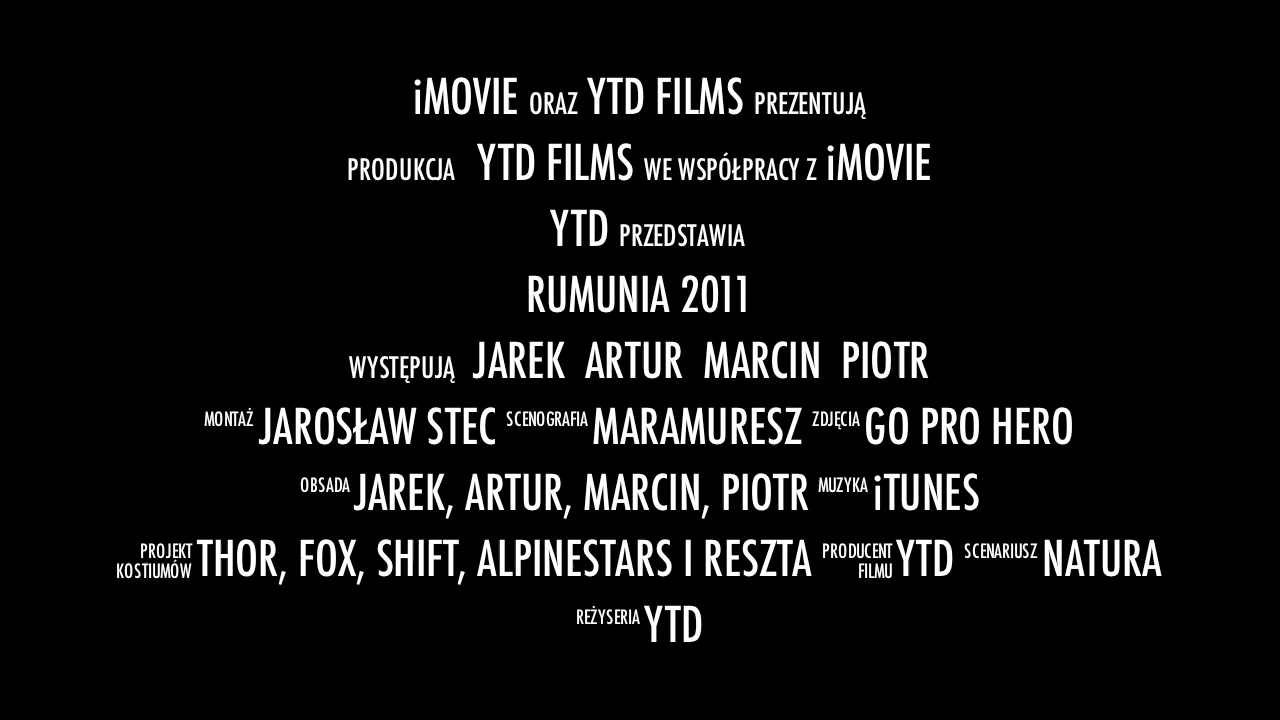 iMOVIE ORAZ YTD FILMS PREZENTUJĄ
PRODUKCJA YTD FILMS WE WSPÓŁPRACY Z iMOVIE
YTD PRZEDSTAWIA
RUMUNIA 2011
WYSTĘPUJĄ JAREK ARTUR MARCIN PIOTR
MONTAŻ JAROSŁAW STEC SCENOGRAFIA MARAMURESZ ZDJĘCIA GO PRO HERO
OBSADA JAREK, ARTUR, MARCIN, PIOTR MUZYKA iTUNES
PROJEKT KOSTIUMÓW THOR, FOX, SHIFT, ALPINESTARS I RESZTA PRODUCENT FILMU YTD SCENARIUSZ NATURA
REŻYSERIA YTD